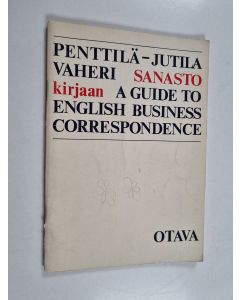 PENTTILÄ–JUTILA
VAHERI SANASTO
kirjaan A GUIDE TO
ENGLISH BUSINESS
CORRESPONDENCE
OTAVA